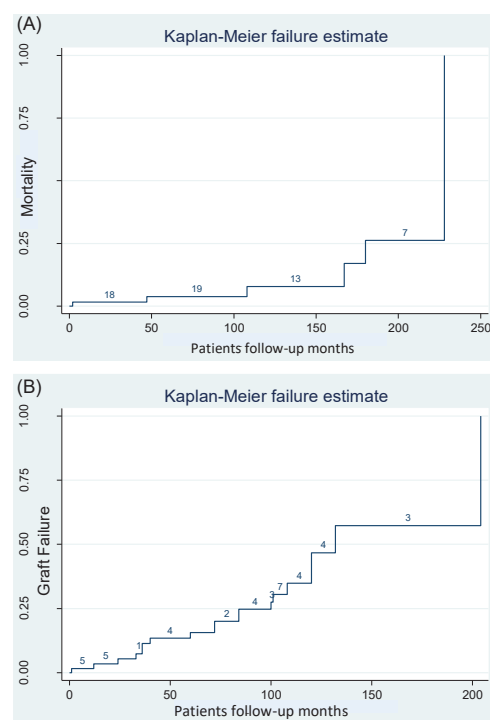 (A)
Kaplan-Meier failure estimate
Mortality
1.00
0.75
0.25
0.00
18
19
13
7
0 50 100 150 200 250
Patients follow-up months
(B)
Kaplan-Meier failure estimate
Graft Failure
1.00
0.75
0.50
0.25
0.00
5
5
1
4
2
4
3
7
4
4
3
0 50 100 150 200
Patients follow-up months